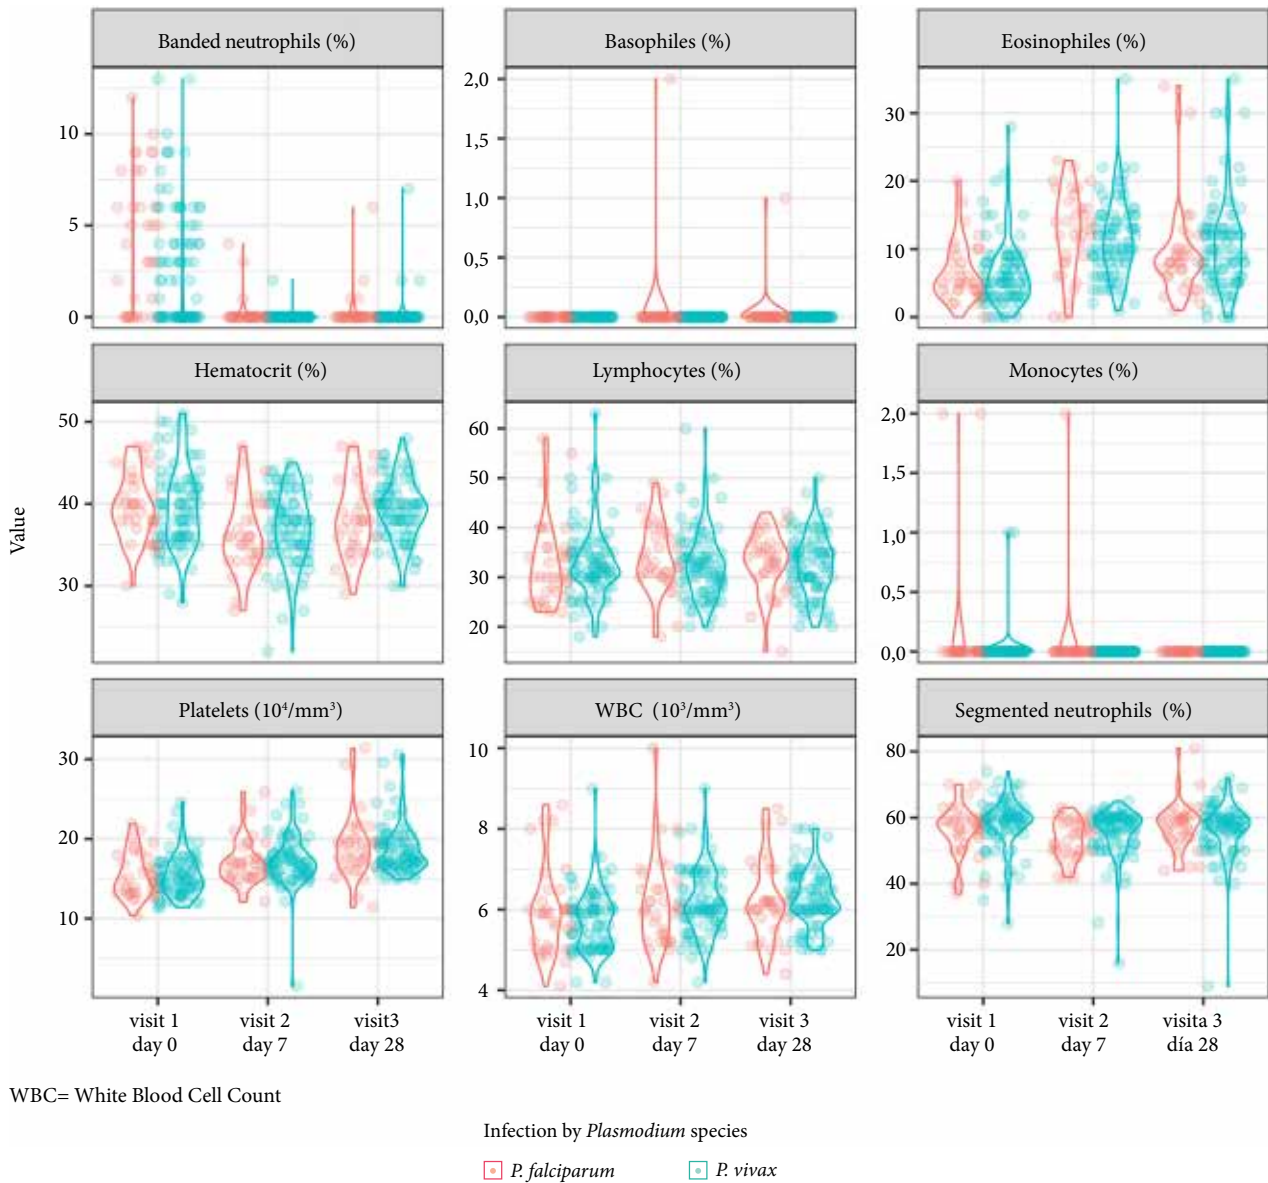 Banded neutrophils (%)
Basophiles (%)
Eosinophiles (%)
10
5
0
2,0
1,5
1,0
0,5
0,0
30
20
10
0
Hematocrit (%)
Lymphocytes (%)
Monocytes (%)
Value
50
40
30
60
50
40
30
20
2,0
1,5
1,0
0,5
0,0
Platelets (10⁴/mm³)
WBC (10³/mm³)
Segmented neutrophils (%)
30
20
10
10
8
6
4
80
60
40
20
visit 1
day 0
visit 2
day 7
visit3
day 28
visit 1
day 0
visit 2
day 7
visit 3
day 28
visit 1
day 0
visit 2
day 7
visita 3
día 28
WBC= White Blood Cell Count
Infection by Plasmodium species
P. falciparum
P. vivax